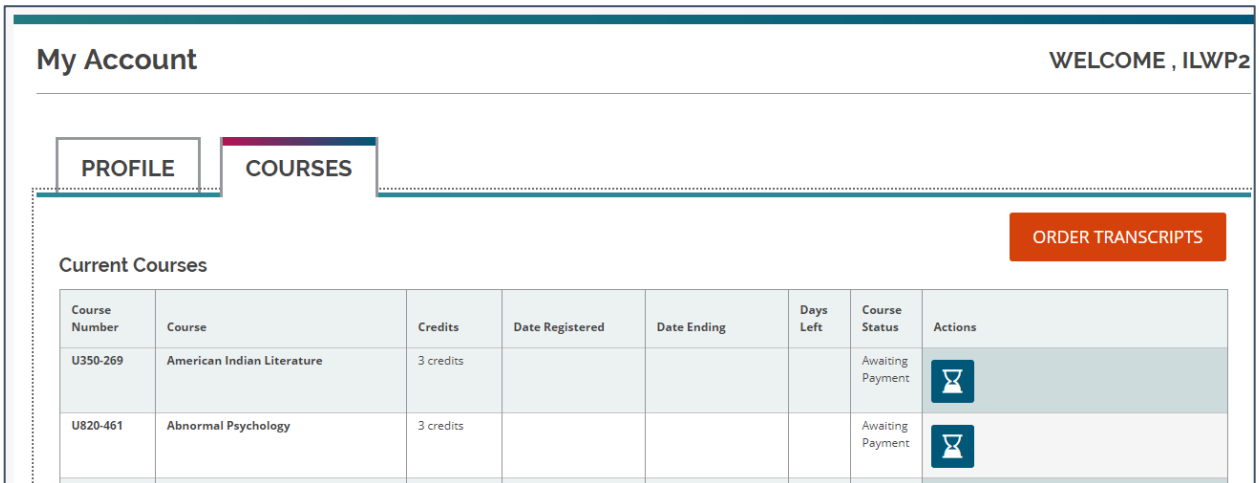 My Account
WELCOME , ILWP2
PROFILE
COURSES
ORDER TRANSCRIPTS
Current Courses
Course Number Course Credits Date Registered Date Ending Days Left Course Status Actions
U350-269 American Indian Literature 3 credits Awaiting Payment
U820-461 Abnormal Psychology 3 credits Awaiting Payment